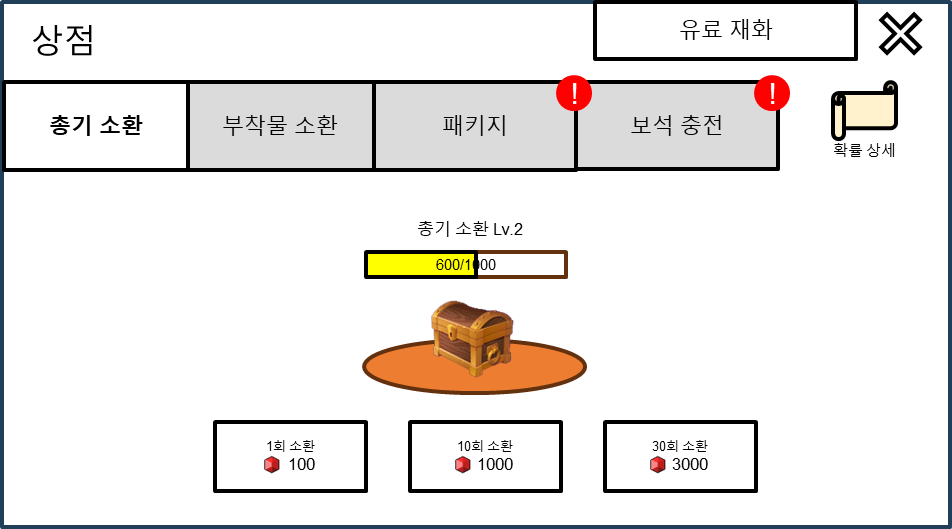 상점
유료 재화
총기 소환
부착물 소환
패키지
!
보석 충전
!
확률 상세
총기 소환 Lv.2
600/1000
1회 소환
100
10회 소환
1000
30회 소환
3000